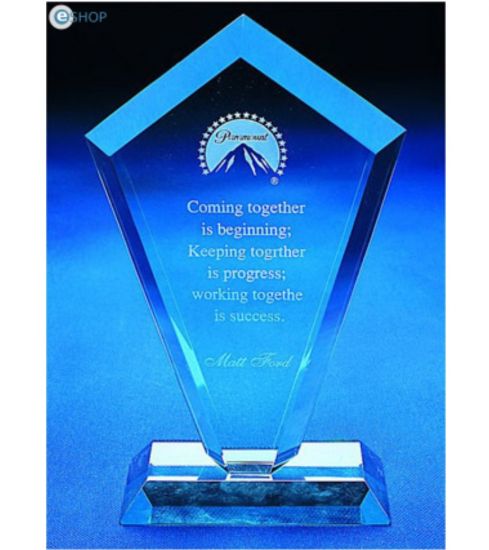 eSHOP
Paramount
®
Coming together
is beginning;
Keeping togrther
is progress;
working togethe
is success.
Matt Ford